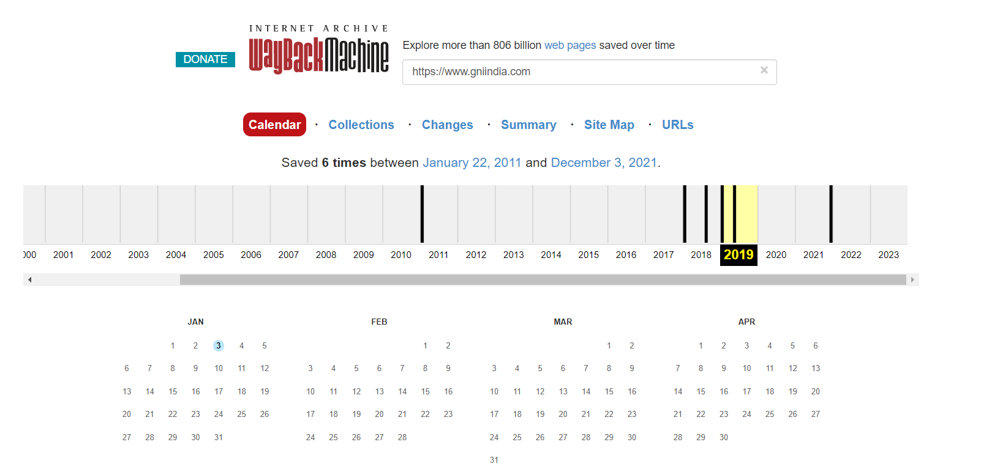 INTERNET ARCHIVE
WayBackMachine
DONATE
Explore more than 806 billion web pages saved over time
https://www.gniindia.com ×
Calendar · Collections · Changes · Summary · Site Map · URLs
Saved 6 times between January 22, 2011 and December 3, 2021.
000 2001 2002 2003 2004 2005 2006 2007 2008 2009 2010 2011 2012 2013 2014 2015 2016 2017 2018 2019 2020 2021 2022 2023
JAN
1 2 3 4 5
6 7 8 9 10 11 12
13 14 15 16 17 18 19
20 21 22 23 24 25 26
27 28 29 30 31
FEB
1 2
3 4 5 6 7 8 9
10 11 12 13 14 15 16
17 18 19 20 21 22 23
24 25 26 27 28
MAR
1 2
3 4 5 6 7 8 9
10 11 12 13 14 15 16
17 18 19 20 21 22 23
24 25 26 27 28 29 30
31
APR
1 2 3 4 5 6
7 8 9 10 11 12 13
14 15 16 17 18 19 20
21 22 23 24 25 26 27
28 29 30